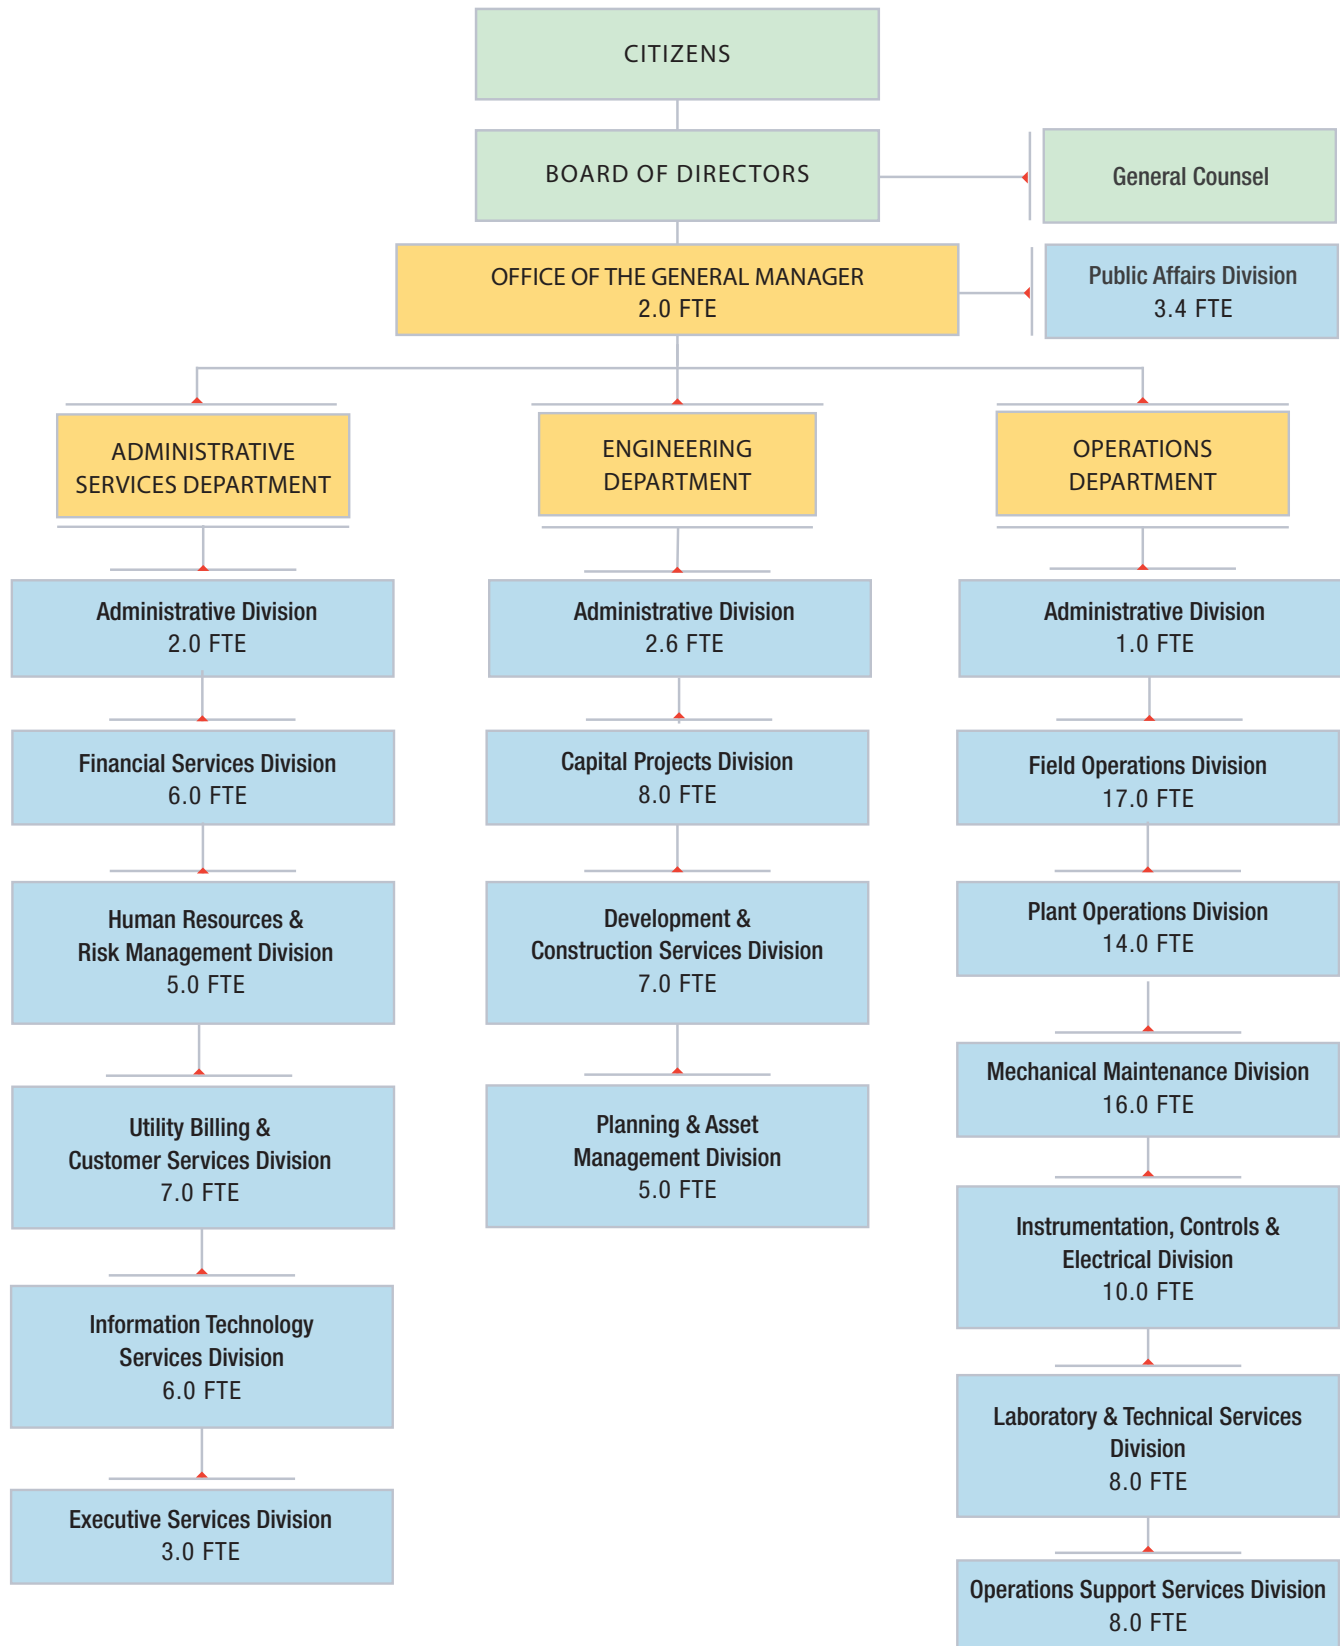 CITIZENS
BOARD OF DIRECTORS
General Counsel
OFFICE OF THE GENERAL MANAGER
2.0 FTE
Public Affairs Division
3.4 FTE
ADMINISTRATIVE
SERVICES DEPARTMENT
Administrative Division
2.0 FTE
Financial Services Division
6.0 FTE
Human Resources &
Risk Management Division
5.0 FTE
Utility Billing &
Customer Services Division
7.0 FTE
Information Technology
Services Division
6.0 FTE
Executive Services Division
3.0 FTE
ENGINEERING
DEPARTMENT
Administrative Division
2.6 FTE
Capital Projects Division
8.0 FTE
Development &
Construction Services Division
7.0 FTE
Planning & Asset
Management Division
5.0 FTE
OPERATIONS
DEPARTMENT
Administrative Division
1.0 FTE
Field Operations Division
17.0 FTE
Plant Operations Division
14.0 FTE
Mechanical Maintenance Division
16.0 FTE
Instrumentation, Controls &
Electrical Division
10.0 FTE
Laboratory & Technical Services
Division
8.0 FTE
Operations Support Services Division
8.0 FTE